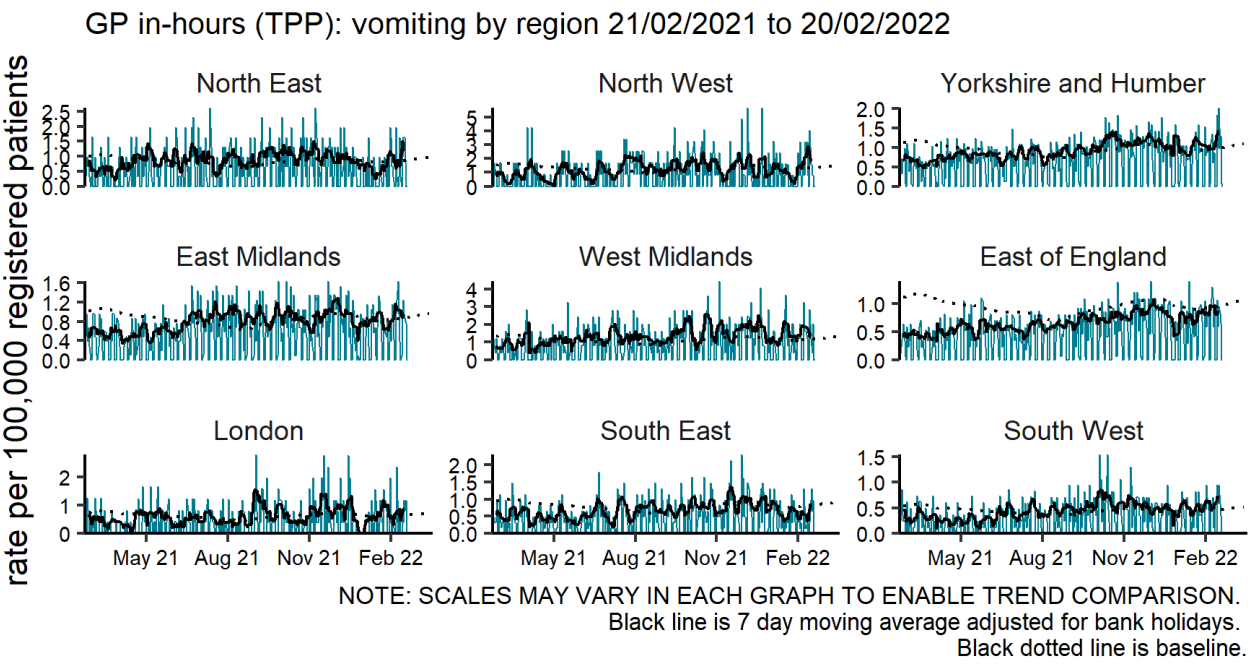 GP in-hours (TPP): vomiting by region 21/02/2021 to 20/02/2022
rate per 100,000 registered patients
North East
2.5
2.0
1.5
1.0
0.5
0.0
North West
5
4
3
2
1
0
Yorkshire and Humber
2.0
1.5
1.0
0.5
0.0
East Midlands
1.6
1.2
0.8
0.4
0.0
West Midlands
4
3
2
1
0
East of England
1.0
0.5
0.0
London
2
1
0
South East
2.0
1.5
1.0
0.5
0.0
South West
1.5
1.0
0.5
0.0
May 21 Aug 21 Nov 21 Feb 22
May 21 Aug 21 Nov 21 Feb 22
May 21 Aug 21 Nov 21 Feb 22
NOTE: SCALES MAY VARY IN EACH GRAPH TO ENABLE TREND COMPARISON.
Black line is 7 day moving average adjusted for bank holidays.
Black dotted line is baseline.